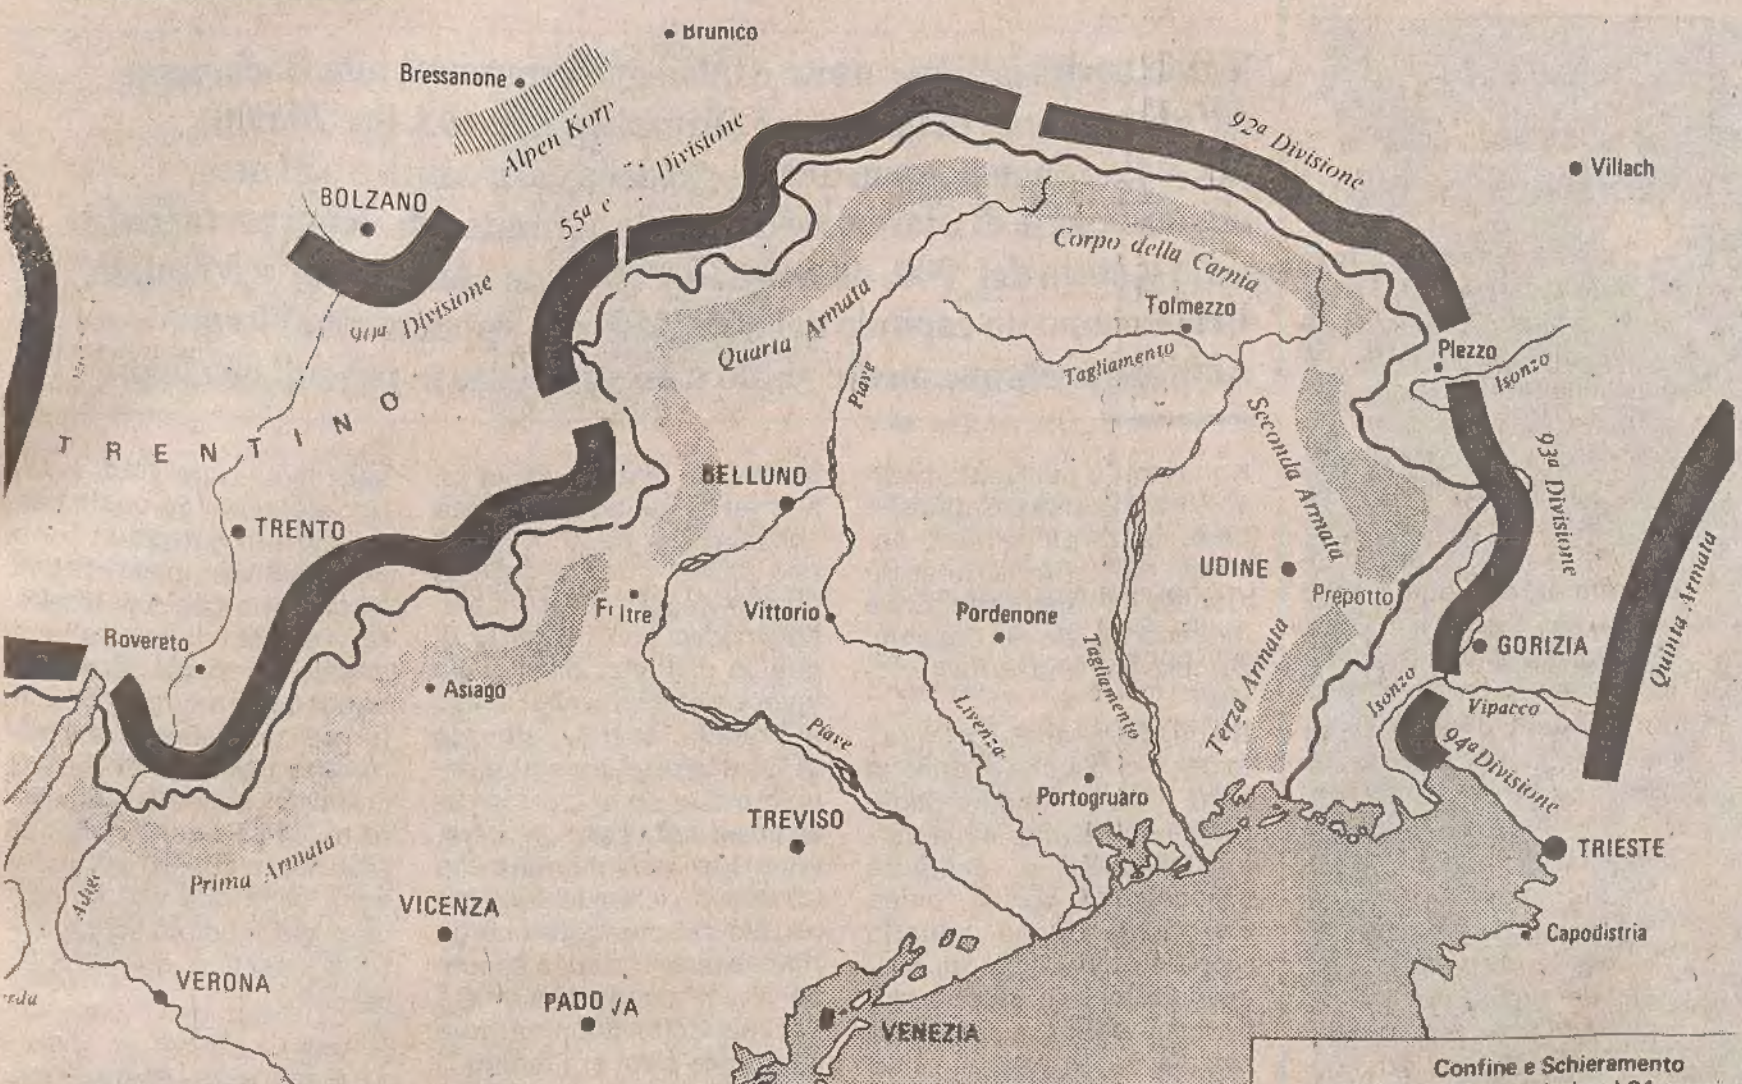 Brunico
Bressanone
Alpen Korp
55ª e Divisione
92ª Divisione
Villach
BOLZANO
90ª Divisione
Corpo della Carnia
Quarta Armata
Tolmezzo
Tagliamento
Piave
Plezzo
Isonzo
TRENTINO
Seconda Armata
93ª Divisione
BELLUNO
TRENTO
UDINE
Prepotto
Quinta Armata
Feltre
Vittorio
Pordenone
Rovereto
GORIZIA
Asiago
Tagliamento
Terza Armata
Isonzo
Vipacco
Livenza
Piave
94ª Divisione
Portogruaro
TREVISO
TRIESTE
Prima Armata
Adige
VICENZA
Capodistria
VERONA
PADOVA
VENEZIA
Confine e Schieramento